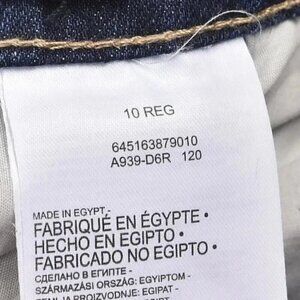 10 REG
645163879010
A939-D6R 120
MADE IN EGYPT -
FABRIQUÉ EN ÉGYPTE •
HECHO EN EGIPTO •
FABRICADO NO EGIPTO •
СДЕЛАНО В ЕГИПТЕ -
SZÁRMAZÁSI ORSZÁG: EGYIPTOM -
ZEMLJA PROIZVODNJE: EGIPAT -